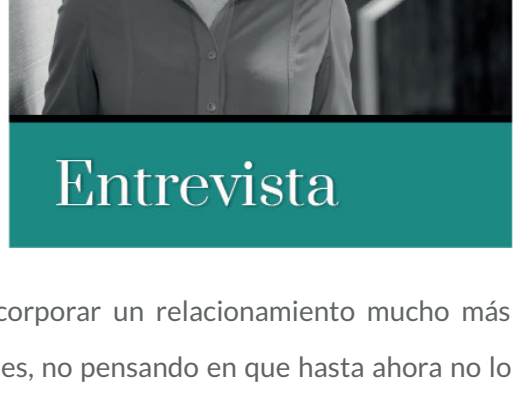 Entrevista
corporar un relacionamiento mucho más
es, no pensando en que hasta ahora no lo